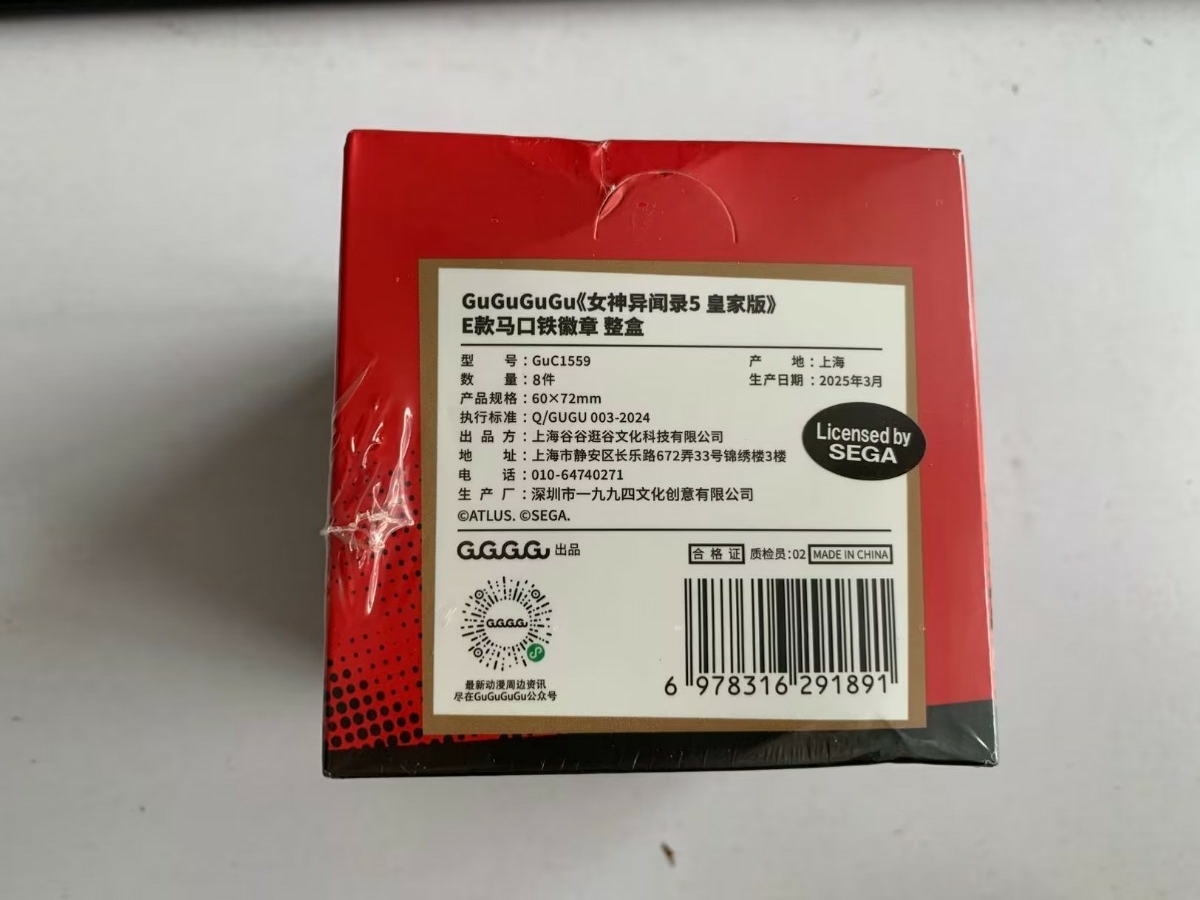 GuGuGuGu《女神异闻录5 皇家版》
E款马口铁徽章 整盒
型号：GuC1559
产地：上海
数量：8件
生产日期：2025年3月
产品规格：60×72mm
执行标准：Q/GUGU 003-2024
出品方：上海谷谷逛谷文化科技有限公司
地址：上海市静安区长乐路672弄33号锦绣楼3楼
电话：010-64740271
生产厂：深圳市一九九四文化创意有限公司
©ATLUS. ©SEGA.
Licensed by
SEGA
GGGG 出品
合格证 质检员:02 MADE IN CHINA
GGGG
最新动漫周边资讯
尽在GuGuGuGu公众号
6 978316 291891